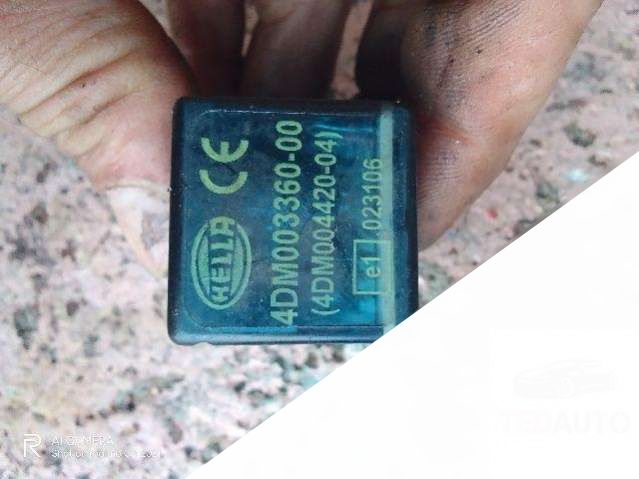 CE
HELLA
4DM003360-00
(4DM004420-04)
e1 023106
AI CAMERA
TEDAUTO